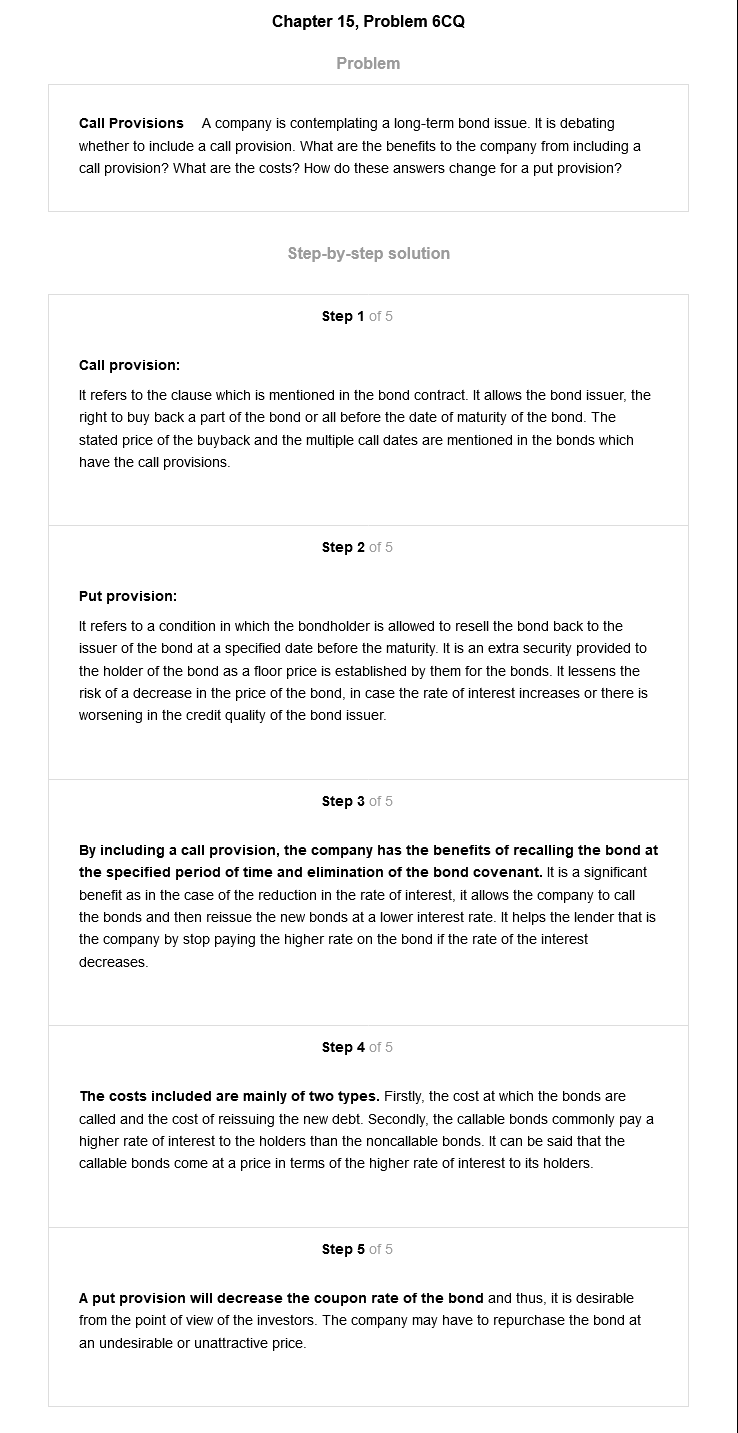 Chapter 15, Problem 6CQ
Problem
Call Provisions A company is contemplating a long-term bond issue. It is debating
whether to include a call provision. What are the benefits to the company from including a
call provision? What are the costs? How do these answers change for a put provision?
Step-by-step solution
Step 1 of 5
Call provision:
It refers to the clause which is mentioned in the bond contract. It allows the bond issuer, the
right to buy back a part of the bond or all before the date of maturity of the bond. The
stated price of the buyback and the multiple call dates are mentioned in the bonds which
have the call provisions.
Step 2 of 5
Put provision:
It refers to a condition in which the bondholder is allowed to resell the bond back to the
issuer of the bond at a specified date before the maturity. It is an extra security provided to
the holder of the bond as a floor price is established by them for the bonds. It lessens the
risk of a decrease in the price of the bond, in case the rate of interest increases or there is
worsening in the credit quality of the bond issuer.
Step 3 of 5
By including a call provision, the company has the benefits of recalling the bond at
the specified period of time and elimination of the bond covenant. It is a significant
benefit as in the case of the reduction in the rate of interest, it allows the company to call
the bonds and then reissue the new bonds at a lower interest rate. It helps the lender that is
the company by stop paying the higher rate on the bond if the rate of the interest
decreases.
Step 4 of 5
The costs included are mainly of two types. Firstly, the cost at which the bonds are
called and the cost of reissuing the new debt. Secondly, the callable bonds commonly pay a
higher rate of interest to the holders than the noncallable bonds. It can be said that the
callable bonds come at a price in terms of the higher rate of interest to its holders.
Step 5 of 5
A put provision will decrease the coupon rate of the bond and thus, it is desirable
from the point of view of the investors. The company may have to repurchase the bond at
an undesirable or unattractive price.